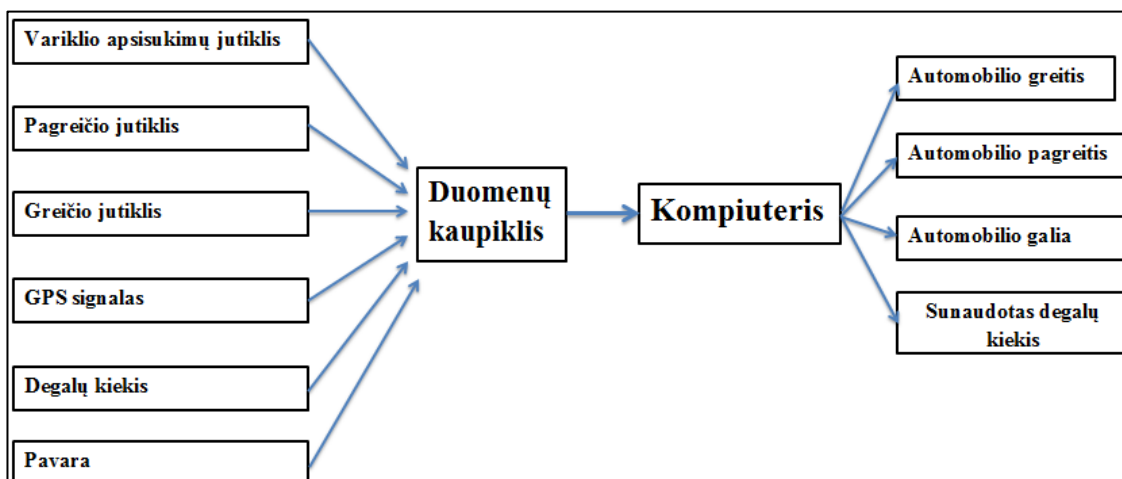 Variklio apsisukimų jutiklis
Pagreičio jutiklis
Greičio jutiklis
GPS signalas
Degalų kiekis
Pavara
Duomenų
kaupiklis
Kompiuteris
Automobilio greitis
Automobilio pagreitis
Automobilio galia
Sunaudotas degalų
kiekis